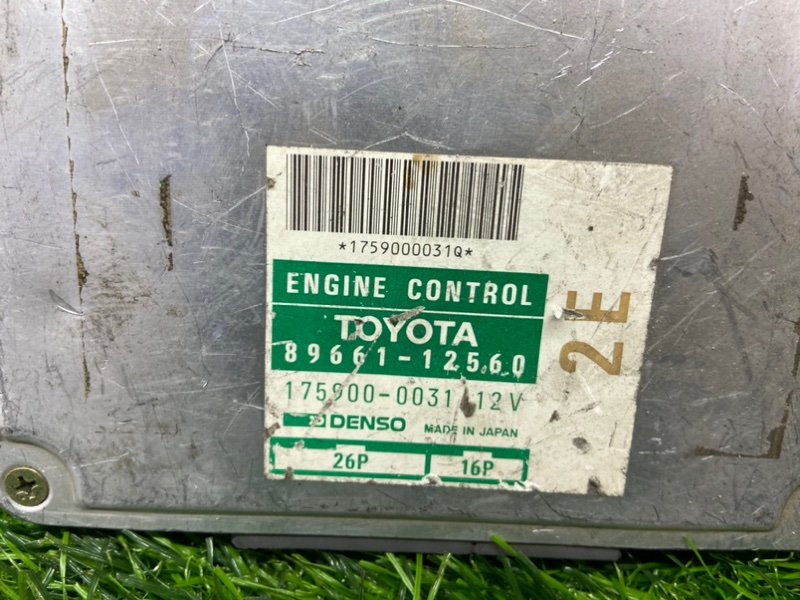 *1759000031Q*
ENGINE CONTROL
TOYOTA
89661-12560
175900-0031 12V
DENSO MADE IN JAPAN
26P 16P
2E